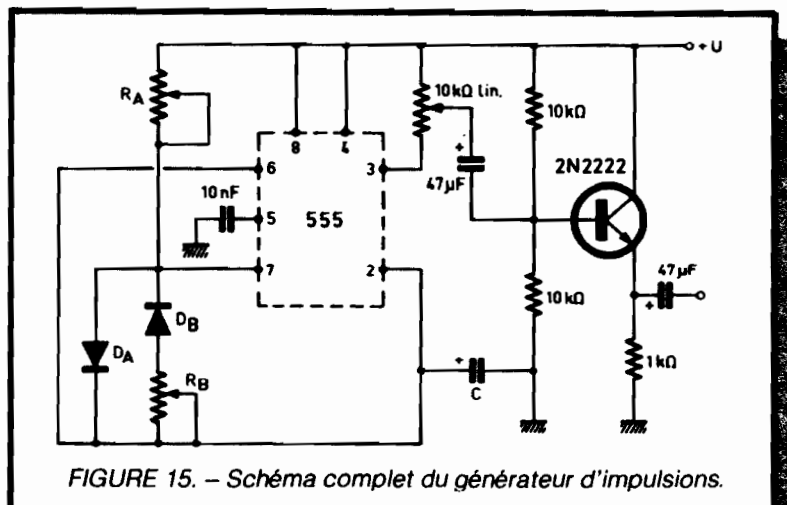 +U
RA
10kΩ lin.
10kΩ
8
4
2N2222
6
3
10nF
47µF
5
555
47µF
7
2
DB
10kΩ
DA
+
1kΩ
RB
C
FIGURE 15. – Schéma complet du générateur d'impulsions.